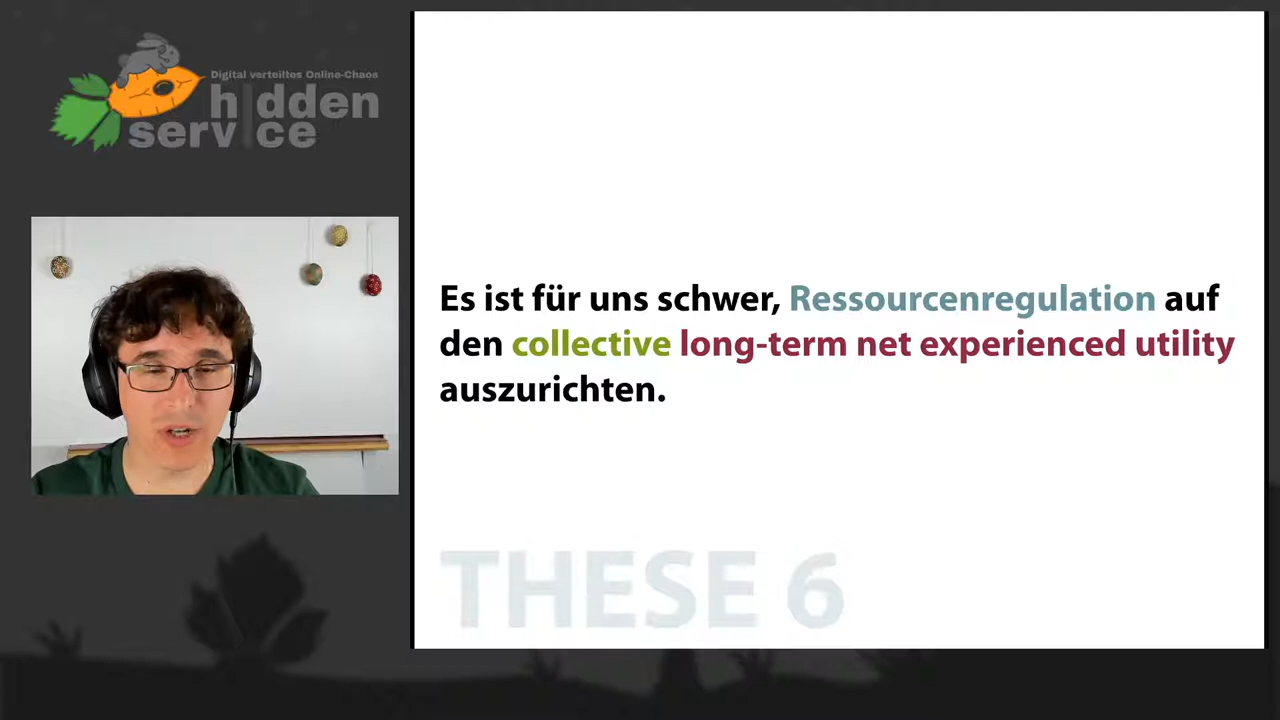 Digital verteiltes Online-Chaos
hidden
service
Es ist für uns schwer, Ressourcenregulation auf
den collective long-term net experienced utility
auszurichten.
THESE 6